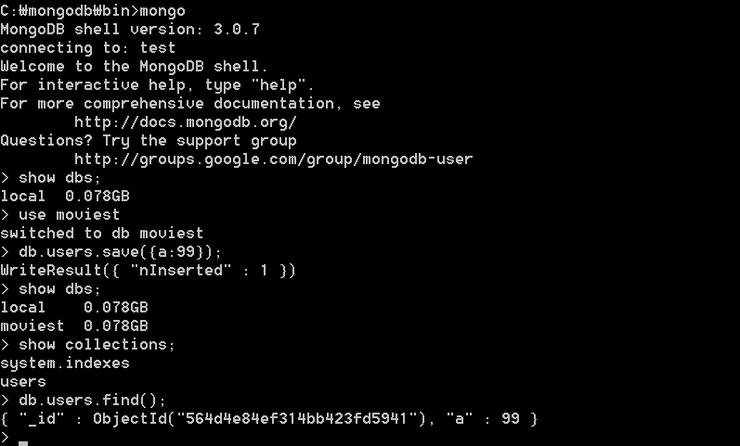 C:₩mongodb₩bin>mongo
MongoDB shell version: 3.0.7
connecting to: test
Welcome to the MongoDB shell.
For interactive help, type "help".
For more comprehensive documentation, see
        http://docs.mongodb.org/
Questions? Try the support group
        http://groups.google.com/group/mongodb-user
> show dbs;
local  0.078GB
> use moviest
switched to db moviest
> db.users.save({a:99});
WriteResult({ "nInserted" : 1 })
> show dbs;
local    0.078GB
moviest  0.078GB
> show collections;
system.indexes
users
> db.users.find();
{ "_id" : ObjectId("564d4e84ef314bb423fd5941"), "a" : 99 }
>